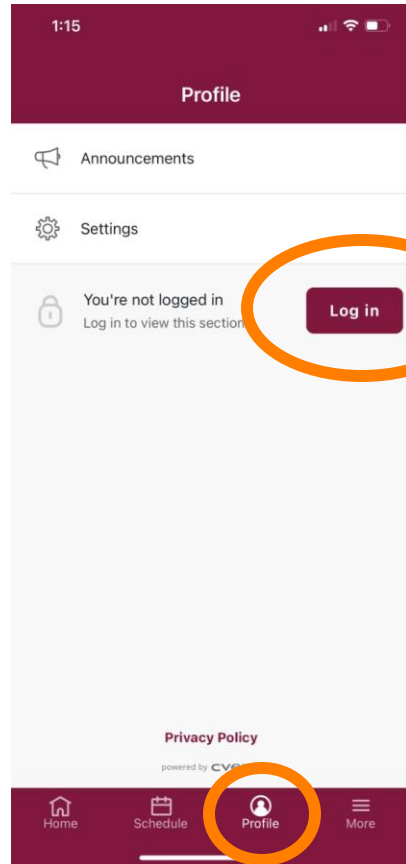 1:15
Profile
Announcements
Settings
You're not logged in
Log in to view this section
Log in
Privacy Policy
powered by
Home Schedule Profile More